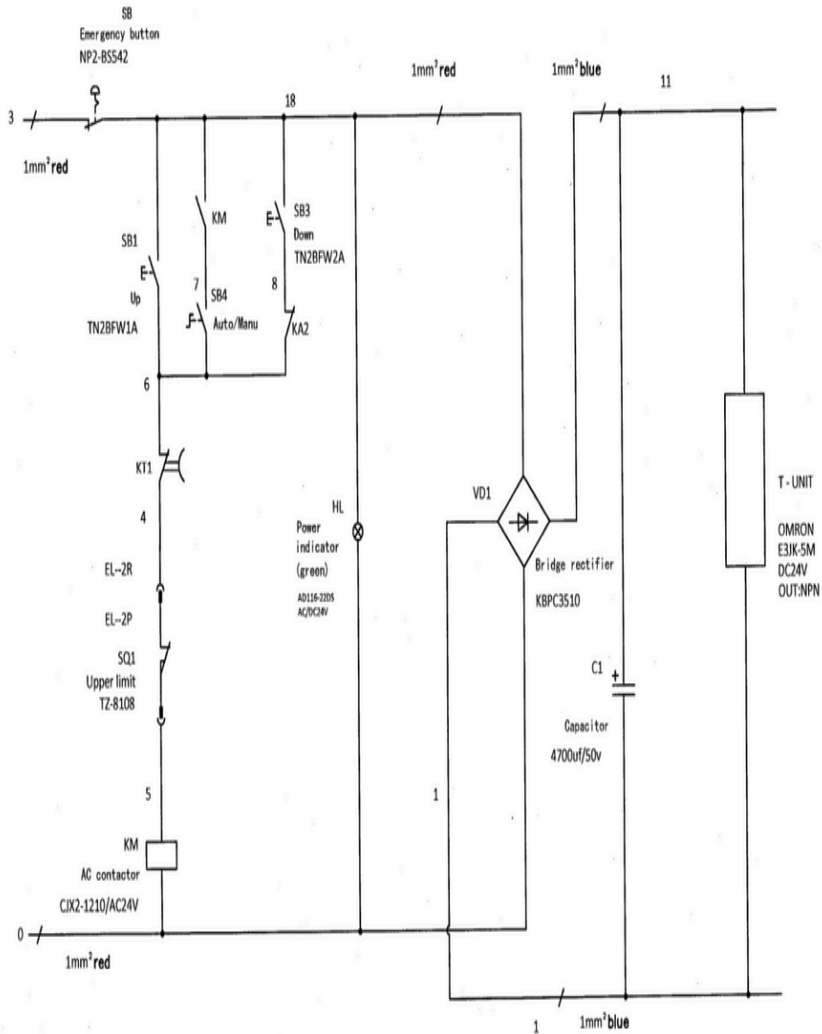 SB
Emergency button
NP2-BS542
1mm²red
1mm²blue
11
3
18
1mm²red
KM
SB3
Down
TN2BFW2A
SB1
Up
TN2BFW1A
7
SB4
Auto/Manu
8
KA2
6
KT1
4
EL--2R
EL--2P
SQ1
Upper limit
TZ-8108
HL
Power
indicator
(green)
AD116-22DS
AC/DC24V
VD1
Bridge rectifier
KBPC3510
T-UNIT
OMRON
E3JK-5M
DC24V
OUT:NPN
C1
+
Capacitor
4700uf/50v
5
1
KM
AC contactor
CJX2-1210/AC24V
0
1mm²red
1
1mm²blue